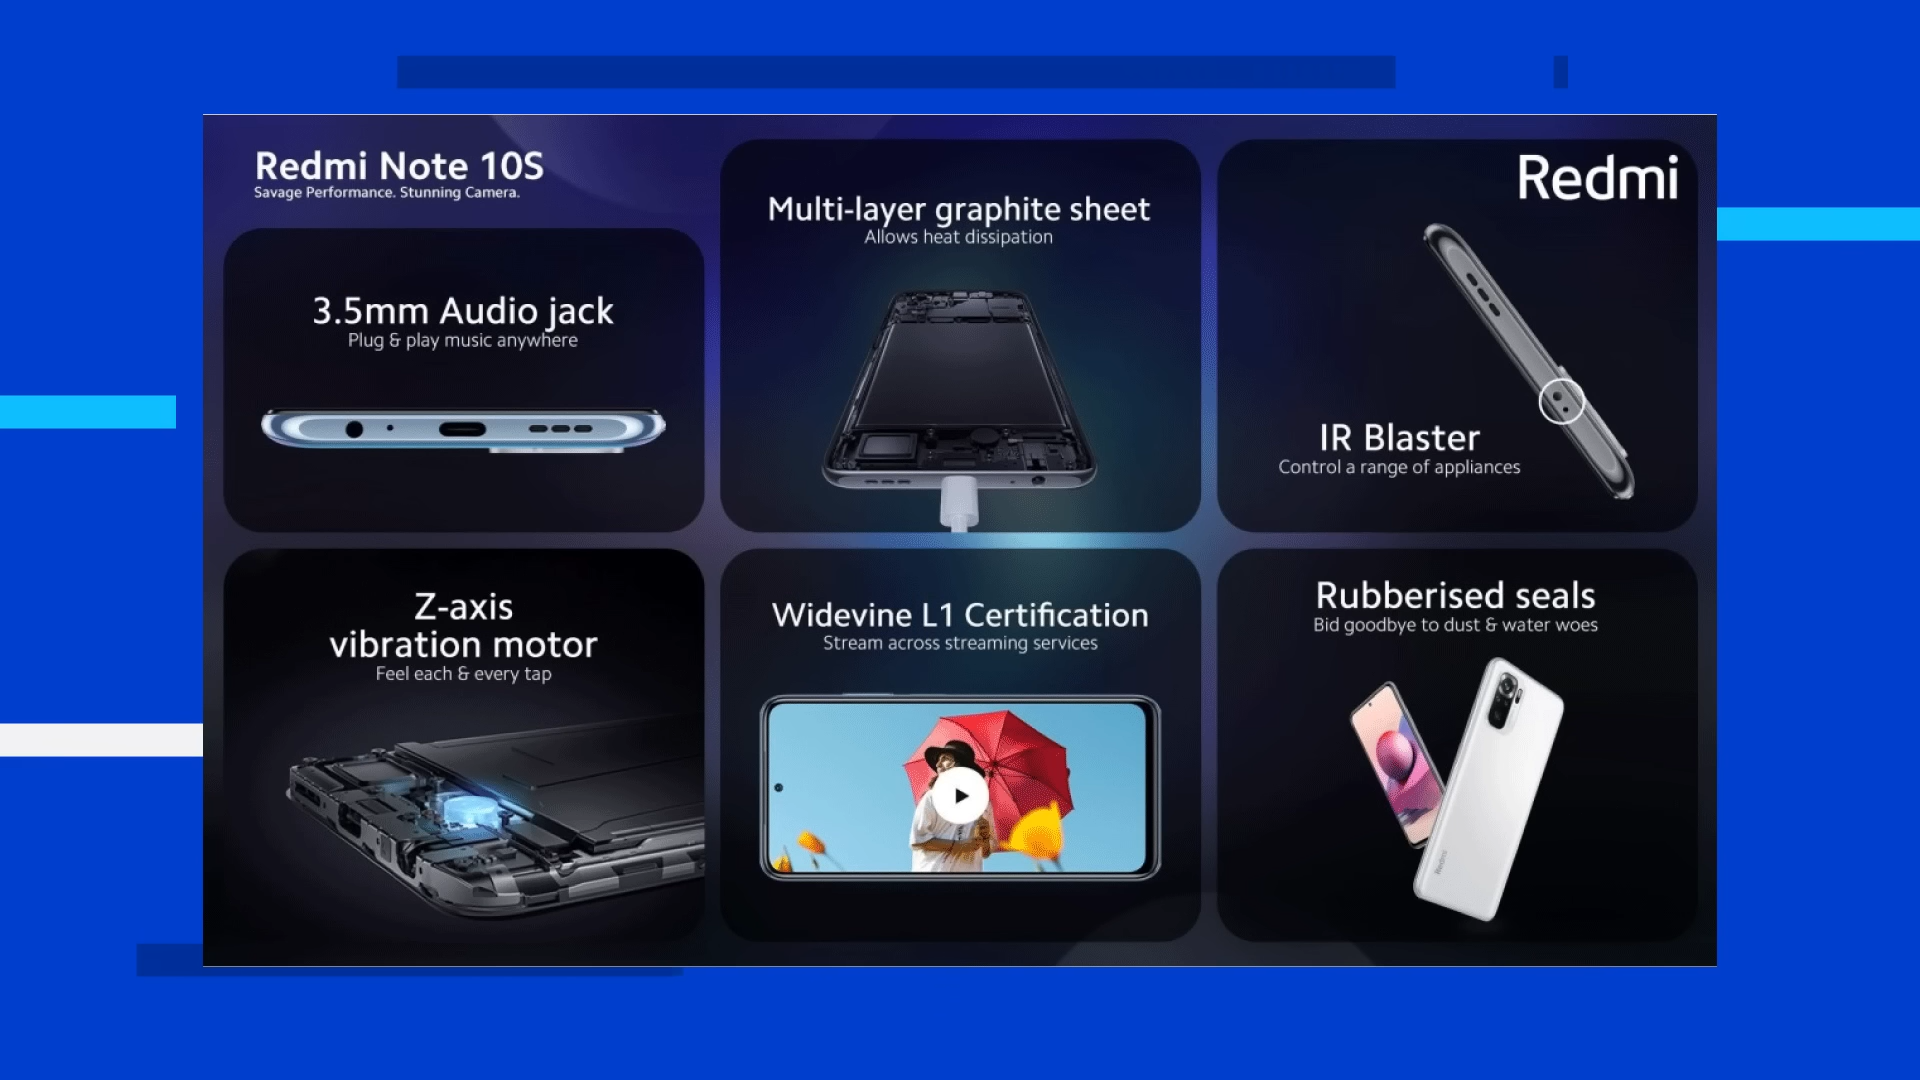 Redmi Note 10S
Savage Performance. Stunning Camera.
Redmi
3.5mm Audio jack
Plug & play music anywhere
Multi-layer graphite sheet
Allows heat dissipation
IR Blaster
Control a range of appliances
Z-axis
vibration motor
Feel each & every tap
Widevine L1 Certification
Stream across streaming services
Rubberised seals
Bid goodbye to dust & water woes
Redmi